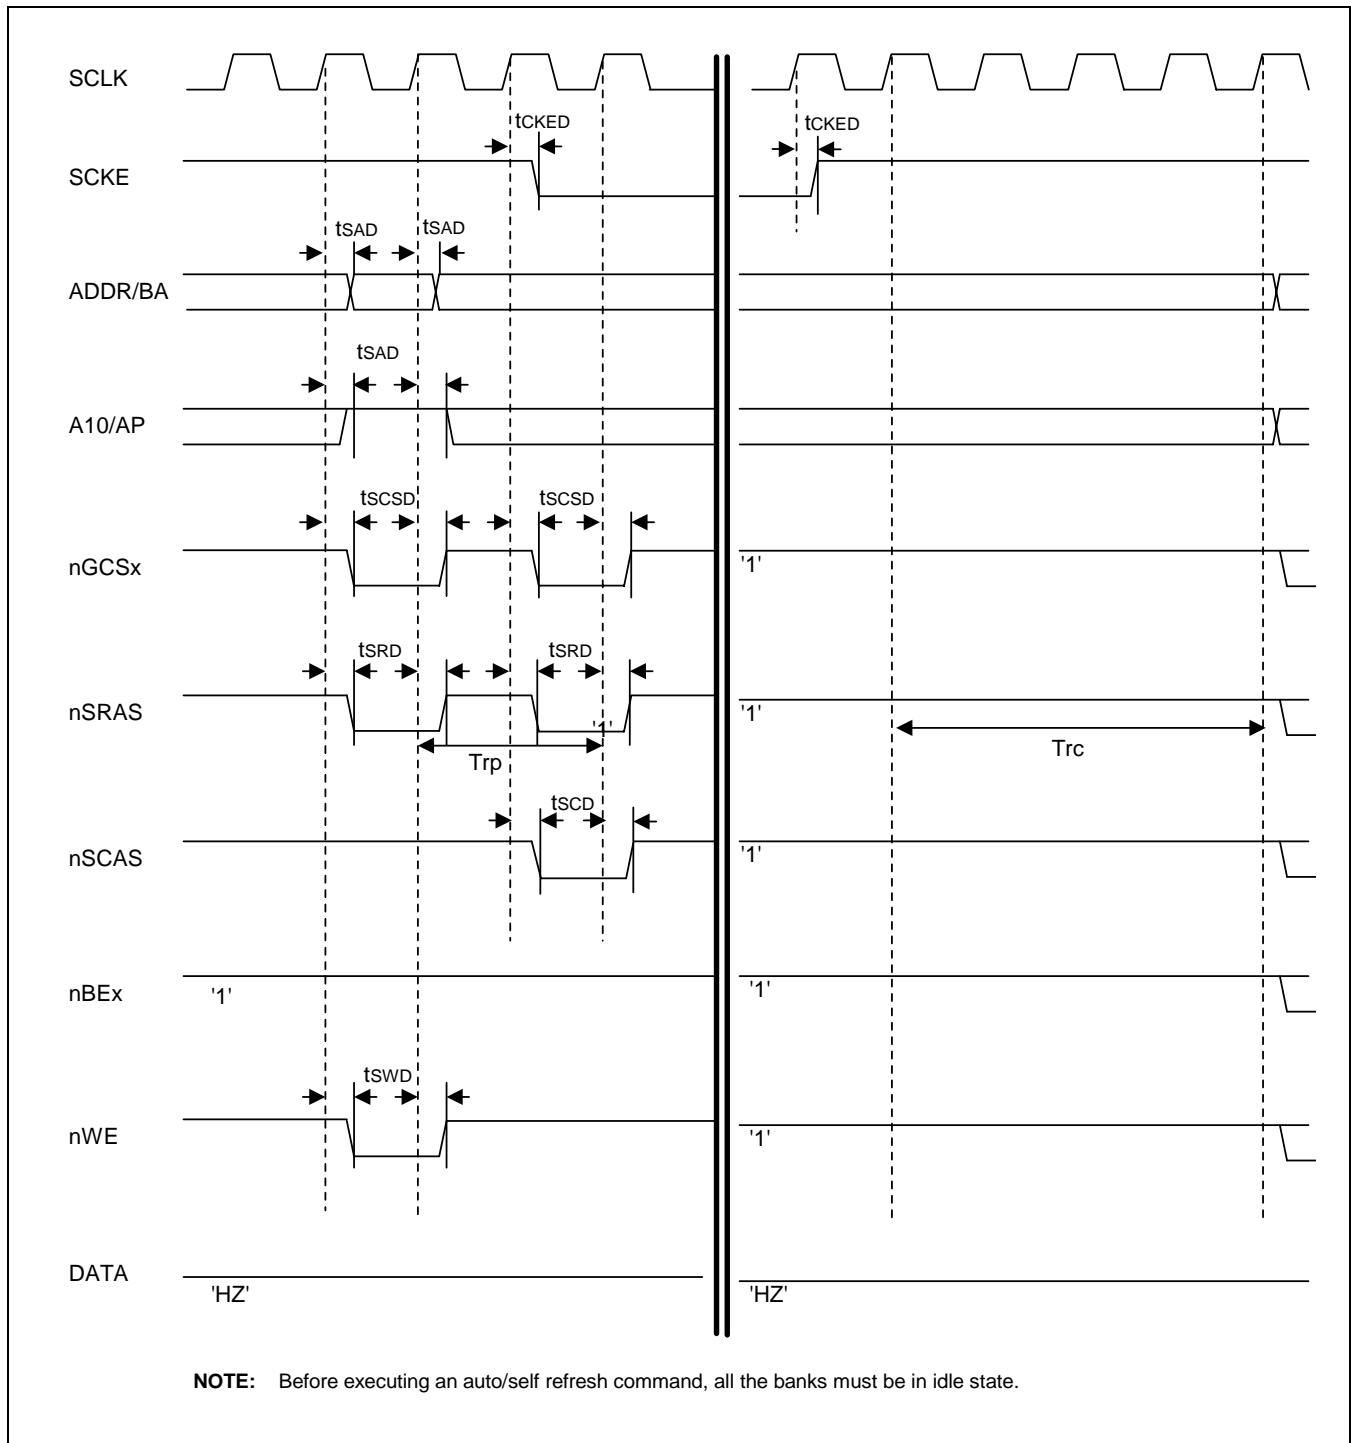 SCLK
tCKED
tCKED
SCKE
tSAD
tSAD
ADDR/BA
tSAD
A10/AP
tSCSD
tSCSD
nGCSx
'1'
tSRD
tSRD
nSRAS
'1'
'1'
Trp
Trc
tSCD
nSCAS
'1'
nBEx
'1'
'1'
tSWD
nWE
'1'
DATA
'HZ'
'HZ'
NOTE: Before executing an auto/self refresh command, all the banks must be in idle state.